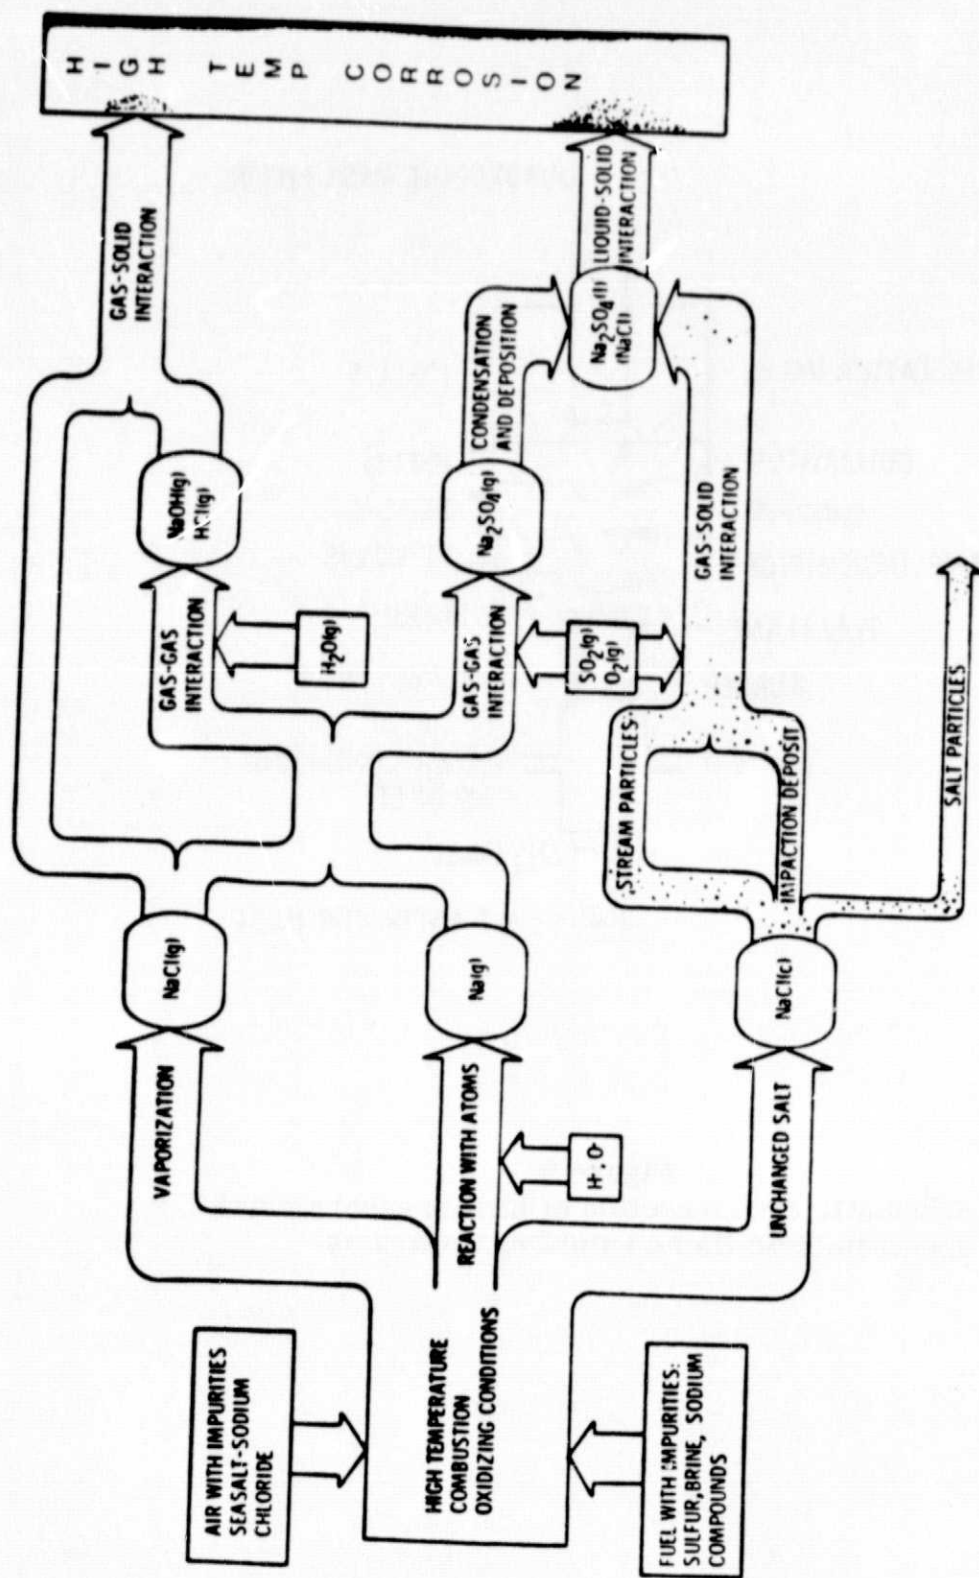 AIR WITH IMPURITIES
SEASALT-SODIUM
CHLORIDE
HIGH TEMPERATURE
COMBUSTION
OXIDIZING CONDITIONS
FUEL WITH IMPURITIES:
SULFUR, BRINE, SODIUM
COMPOUNDS
VAPORIZATION
REACTION WITH ATOMS
H·, O·
UNCHANGED SALT
NaCl(g)
Na(g)
NaCl(c)
STREAM PARTICLES
IMPACTION DEPOSIT
SALT PARTICLES
GAS-GAS
INTERACTION
H2O(g)
GAS-GAS
INTERACTION
SO2(g)
O2(g)
GAS-SOLID
INTERACTION
NaOH(g)
HCl(g)
Na2SO4(g)
CONDENSATION
AND DEPOSITION
Na2SO4(l)
(NaCl)
GAS-SOLID
INTERACTION
LIQUID-SOLID
INTERACTION
HIGH TEMP CORROSION